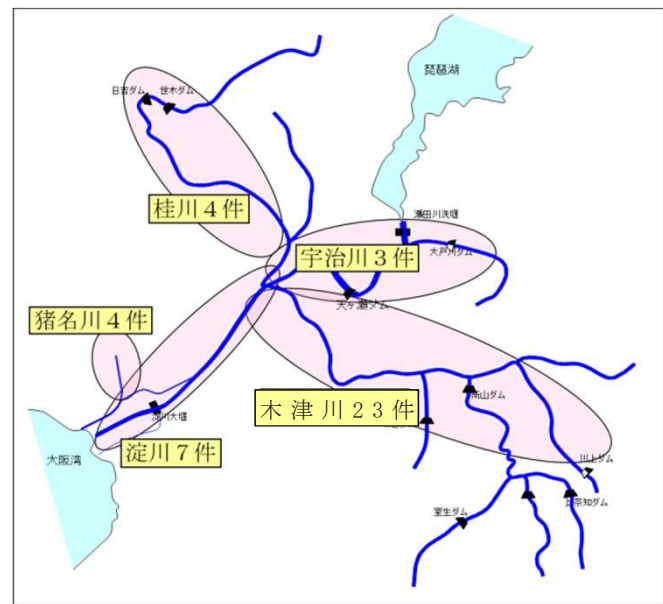 琵琶湖
日吉ダム
世木ダム
桂川4件
瀬田川洗堰
大戸川ダム
宇治川3件
天ヶ瀬ダム
猪名川4件
木津川23件
高山ダム
淀川大堰
淀川7件
大阪湾
川上ダム
比奈知ダム
室生ダム